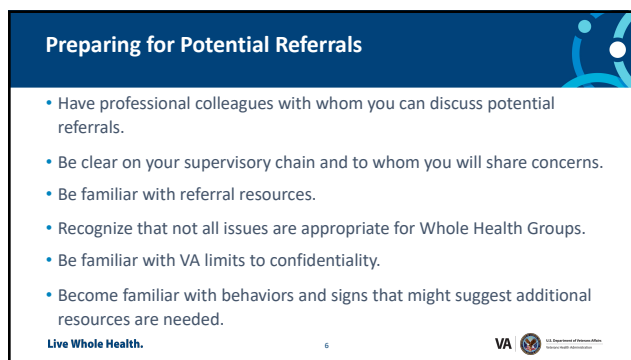 Preparing for Potential Referrals
• Have professional colleagues with whom you can discuss potential
referrals.
• Be clear on your supervisory chain and to whom you will share concerns.
• Be familiar with referral resources.
• Recognize that not all issues are appropriate for Whole Health Groups.
• Be familiar with VA limits to confidentiality.
• Become familiar with behaviors and signs that might suggest additional
resources are needed.
Live Whole Health.
6
VA
U.S. Department of Veterans Affairs
Veterans Health Administration